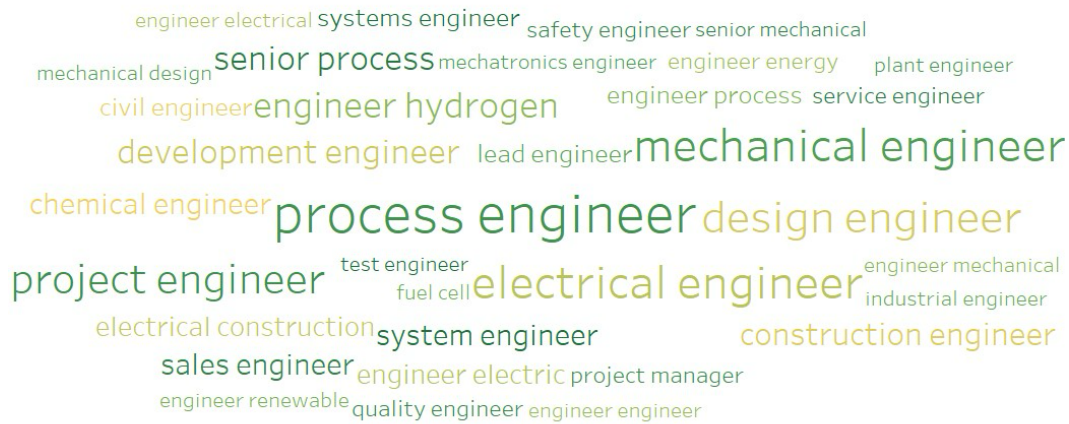 engineer electrical systems engineer
safety engineer senior mechanical
senior process mechatronics engineer engineer energy plant engineer
mechanical design
civil engineer engineer hydrogen engineer process service engineer
development engineer lead engineer mechanical engineer
chemical engineer process engineer design engineer
project engineer test engineer electrical engineer engineer mechanical
fuel cell industrial engineer
electrical construction system engineer construction engineer
sales engineer engineer electric project manager
engineer renewable quality engineer engineer engineer